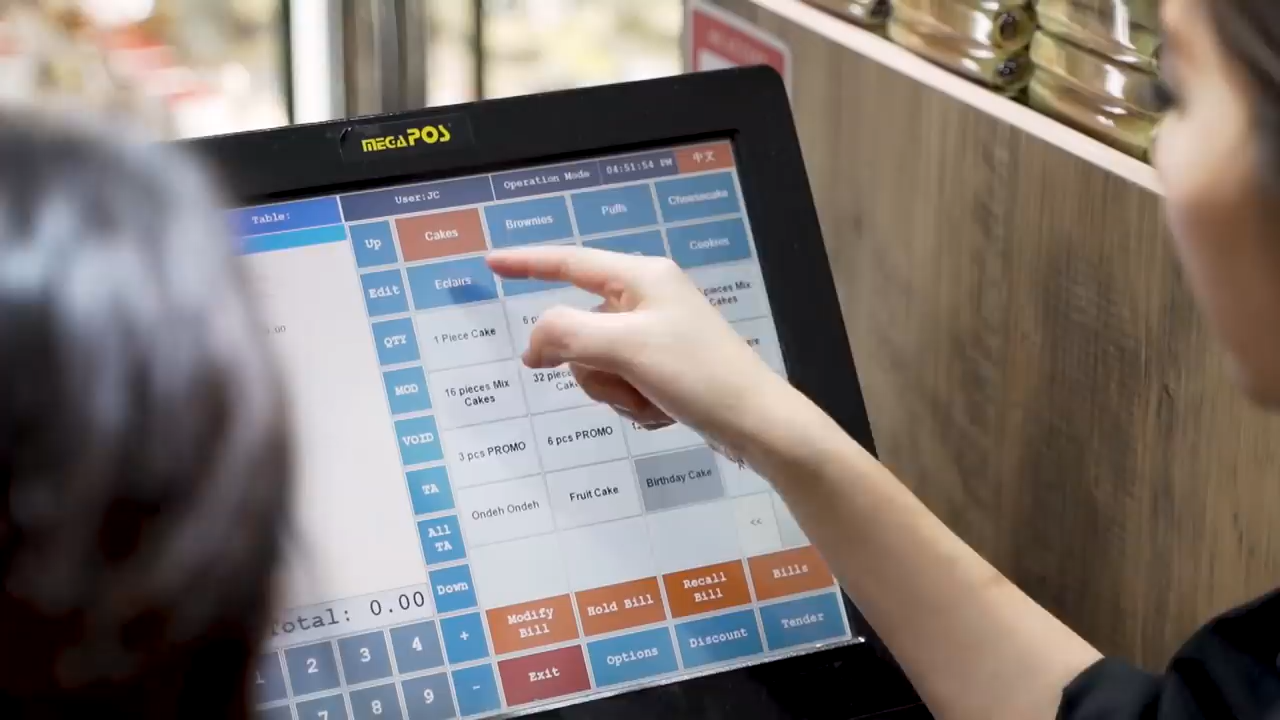 MEGAPOS
Table:
User:JC
Operation Mode
04:51:54 PM
中文
Up
Cakes
Brownies
Puffs
Cheesecake
Edit
Eclairs
Cookies
QTY
1 Piece Cake
pieces Mix
Cakes
MOD
16 pieces Mix
Cakes
32
VOID
3 pcs PROMO
6 pcs PROMO
TA
Ondeh Ondeh
Fruit Cake
Birthday Cake
All
TA
<<
Down
Total: 0.00
Modify
Bill
Hold Bill
Recall
Bill
Bills
2
3
4
+
Exit
Options
Discount
Tender
7
8
9
-